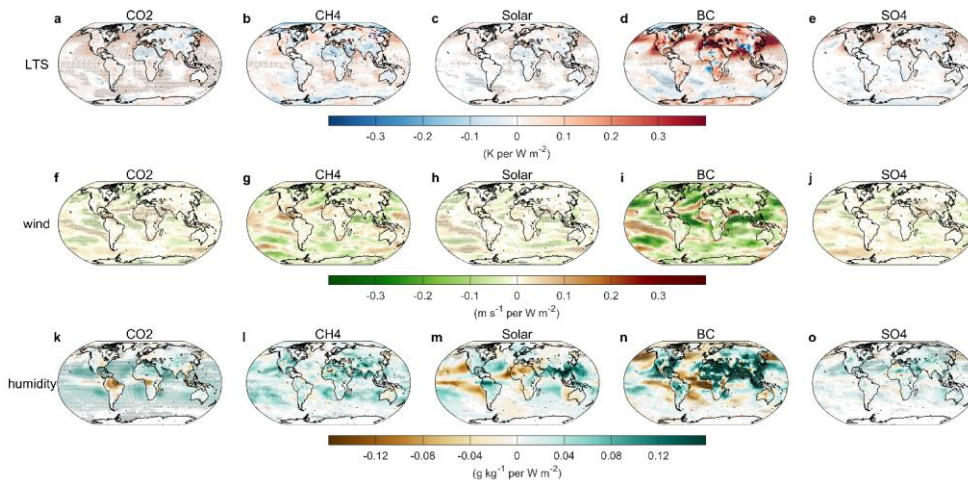 a CO2 b CH4 c Solar d BC e SO4
LTS
-0.3 -0.2 -0.1 0 0.1 0.2 0.3
(K per W m⁻²)
f CO2 g CH4 h Solar i BC j SO4
wind
-0.3 -0.2 -0.1 0 0.1 0.2 0.3
(m s⁻¹ per W m⁻²)
k CO2 l CH4 m Solar n BC o SO4
humidity
-0.12 -0.08 -0.04 0 0.04 0.08 0.12
(g kg⁻¹ per W m⁻²)